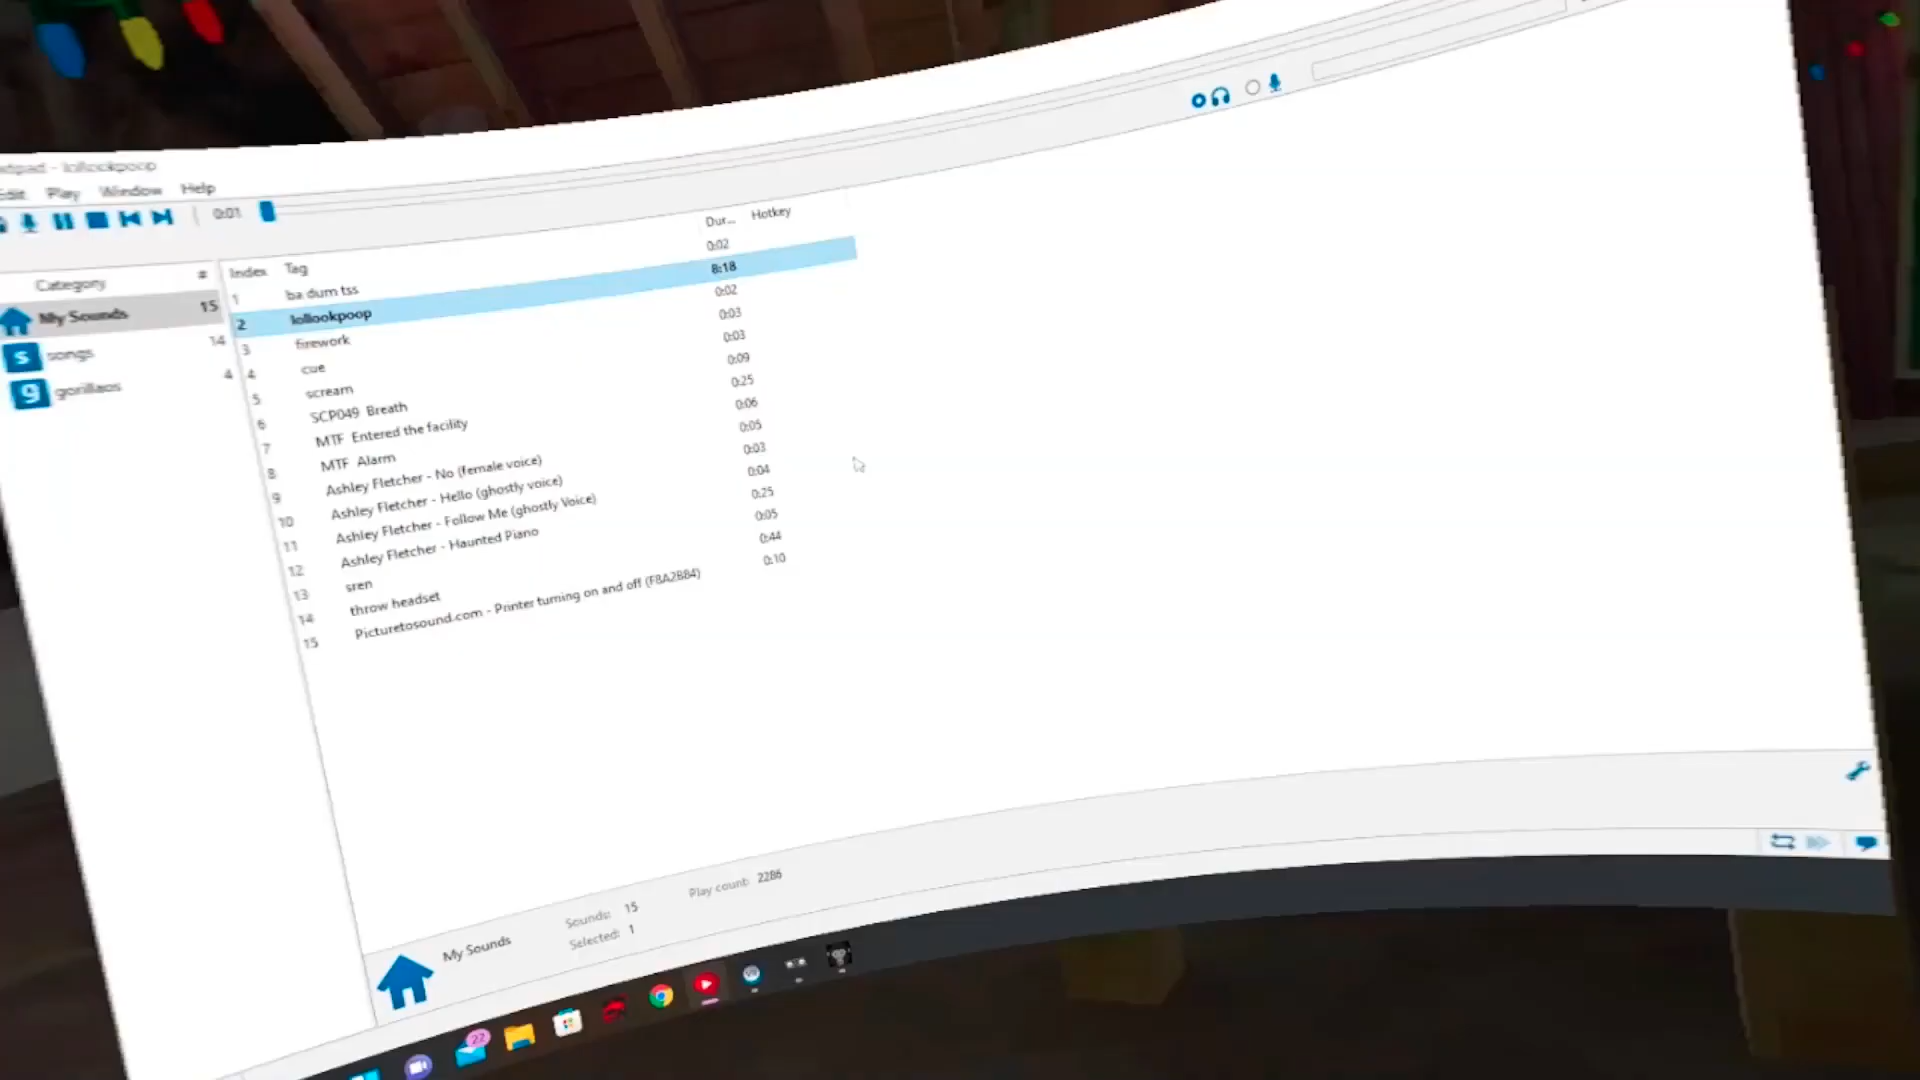 ndpad - lollookpoop
Edit Play Window Help
0:01
Category #
My Sounds 15
songs 14
gorillaos 4
Index Tag Dur... Hotkey
1 ba dum tss 0:02
2 lollookpoop 8:18
3 firework 0:02
4 cue 0:03
5 scream 0:03
6 SCP049 Breath 0:09
7 MTF Entered the facility 0:25
8 MTF Alarm 0:06
9 Ashley Fletcher - No (female voice) 0:05
10 Ashley Fletcher - Hello (ghostly voice) 0:03
11 Ashley Fletcher - Follow Me (ghostly Voice) 0:04
12 Ashley Fletcher - Haunted Piano 0:25
13 sren 0:05
14 throw headset 0:44
15 Picturetosound.com - Printer turning on and off (F8A2B84) 0:10
My Sounds
Sounds: 15
Selected: 1
Play count: 2286
s
g
22